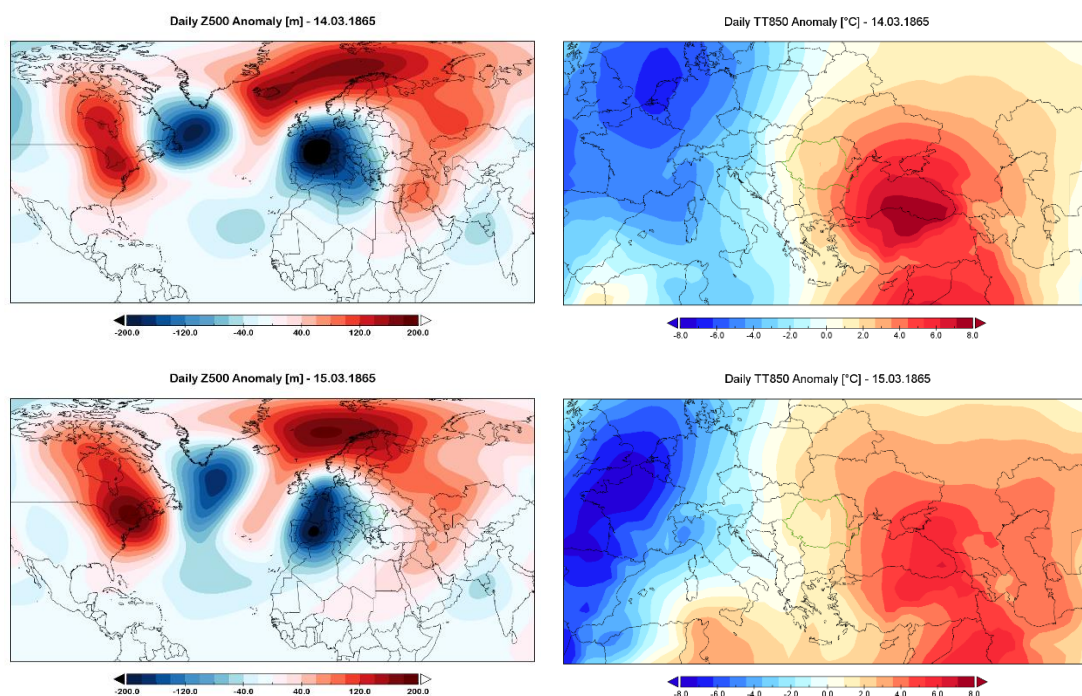 Daily Z500 Anomaly [m] - 14.03.1865
Daily TT850 Anomaly [°C] - 14.03.1865
-200.0 -120.0 -40.0 40.0 120.0 200.0
-8.0 -6.0 -4.0 -2.0 0.0 2.0 4.0 6.0 8.0
Daily Z500 Anomaly [m] - 15.03.1865
Daily TT850 Anomaly [°C] - 15.03.1865
-200.0 -120.0 -40.0 40.0 120.0 200.0
-8.0 -6.0 -4.0 -2.0 0.0 2.0 4.0 6.0 8.0